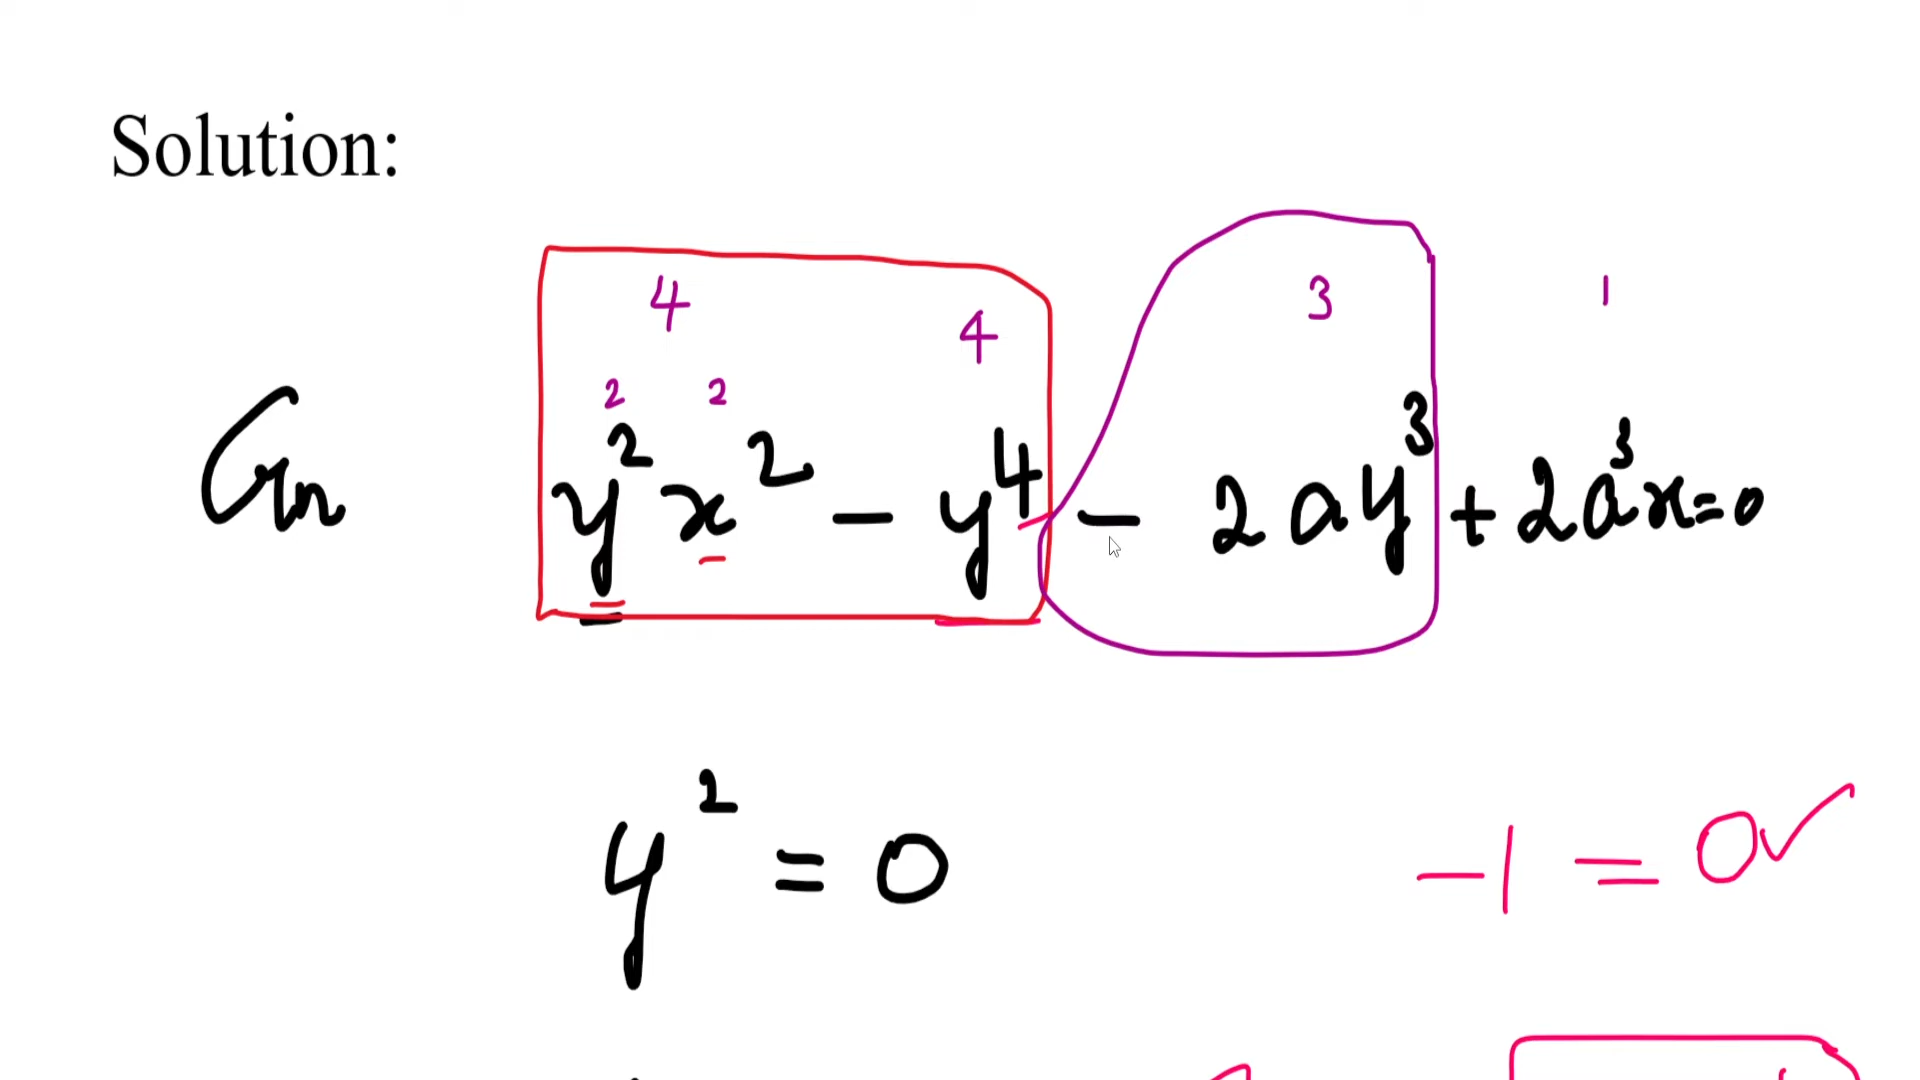 Solution:
4 4 3 1
2 2
Gn y²x² − y⁴ − 2ay³ + 2a³x = 0
y² = 0 −1 = 0 ✓